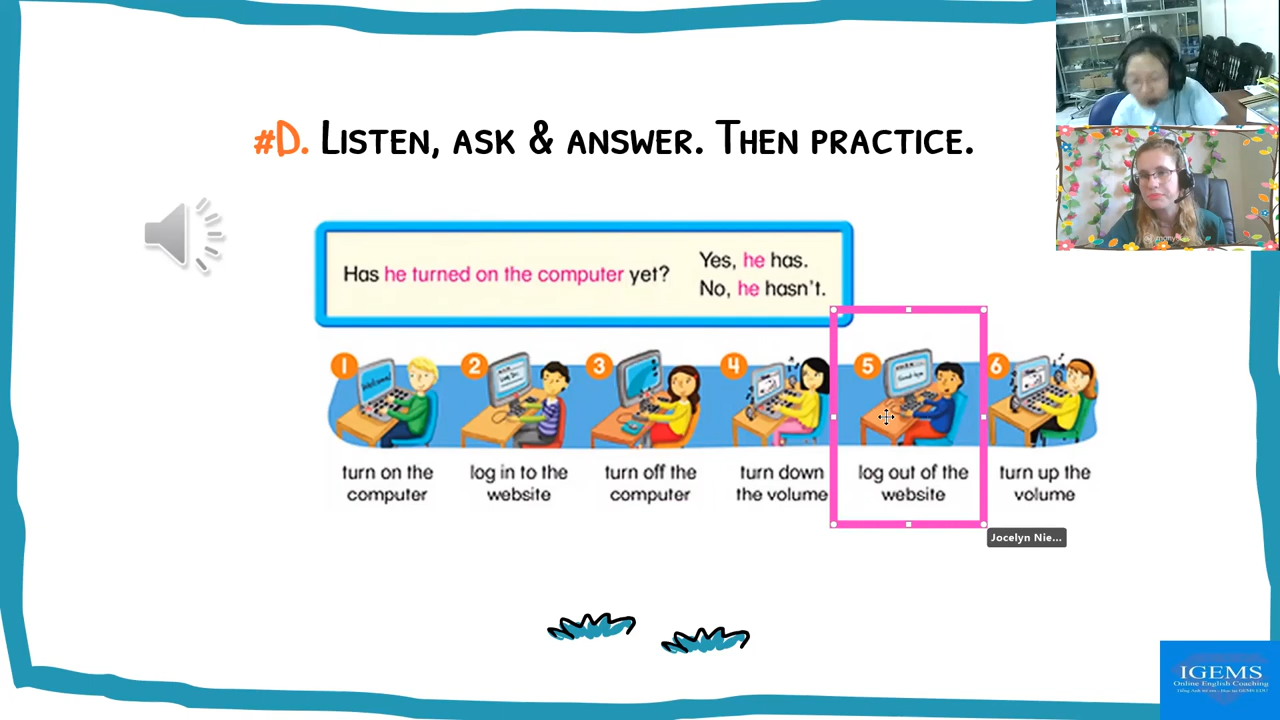 #D. Listen, ask & answer. Then practice.
Has he turned on the computer yet?
Yes, he has.
No, he hasn't.
1
2
3
4
5
6
Welcome!
turn on the
computer
log in to the
website
turn off the
computer
turn down
the volume
log out of the
website
turn up the
volume
Jocelyn Nie...
IGEMS
Online English Coaching